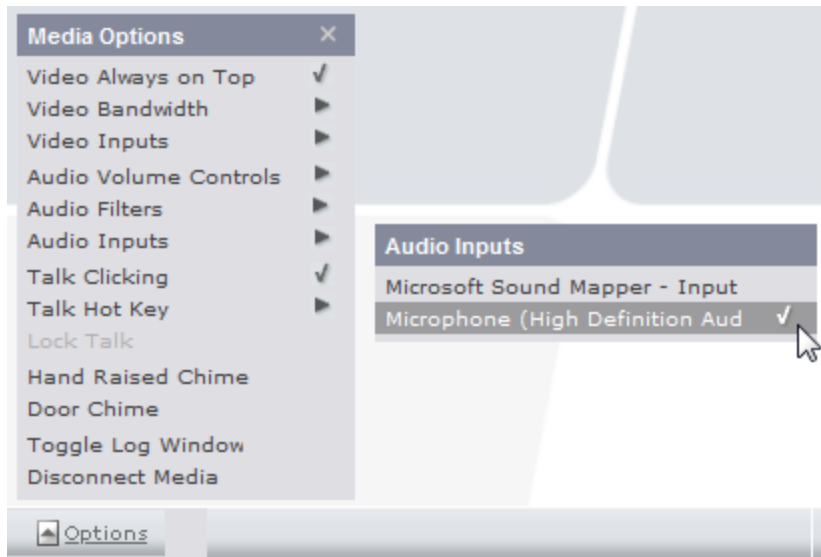 Media Options
Video Always on Top
Video Bandwidth
Video Inputs
Audio Volume Controls
Audio Filters
Audio Inputs
Talk Clicking
Talk Hot Key
Lock Talk
Hand Raised Chime
Door Chime
Toggle Log Window
Disconnect Media
Audio Inputs
Microsoft Sound Mapper - Input
Microphone (High Definition Aud
Options